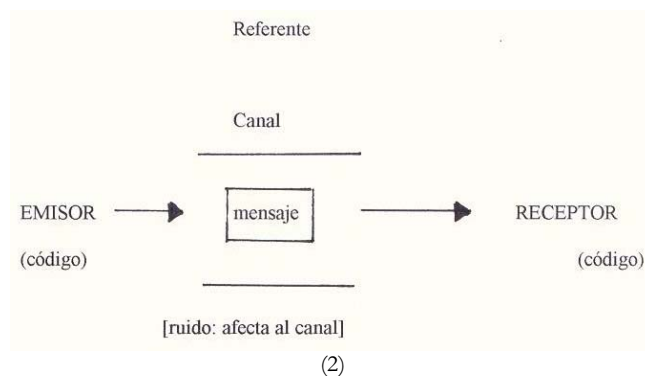 Referente
Canal
EMISOR mensaje RECEPTOR
(código) (código)
[ruido: afecta al canal]
(2)